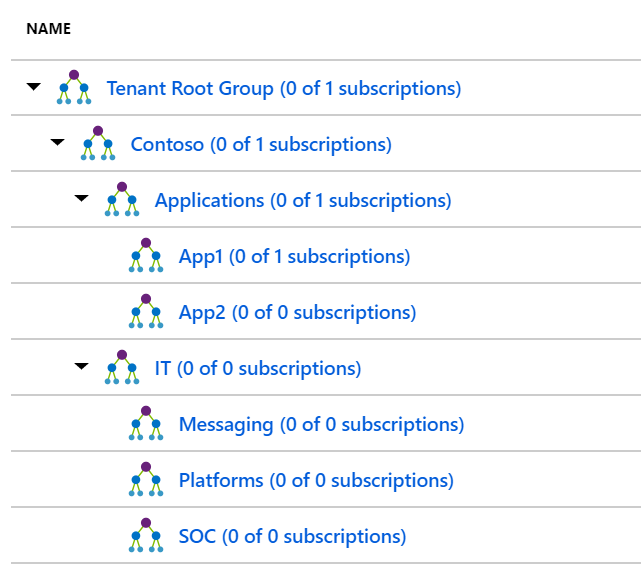 NAME
Tenant Root Group (0 of 1 subscriptions)
Contoso (0 of 1 subscriptions)
Applications (0 of 1 subscriptions)
App1 (0 of 1 subscriptions)
App2 (0 of 0 subscriptions)
IT (0 of 0 subscriptions)
Messaging (0 of 0 subscriptions)
Platforms (0 of 0 subscriptions)
SOC (0 of 0 subscriptions)